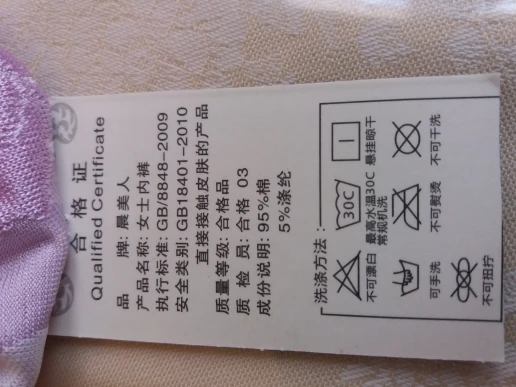 合格证
Qualified Certificate
品    牌: 晨美人
产品名称: 女士内裤
执行标准: GB/8848-2009
安全类别: GB18401-2010
直接接触皮肤的产品
质量等级: 合格品
质 检 员: 合格 03
成份说明: 95%棉
5%涤纶
洗涤方法:
30C
不可漂白
最高水温30C
常规机洗
悬挂晾干
可手洗
不可熨烫
不可干洗
不可扭拧